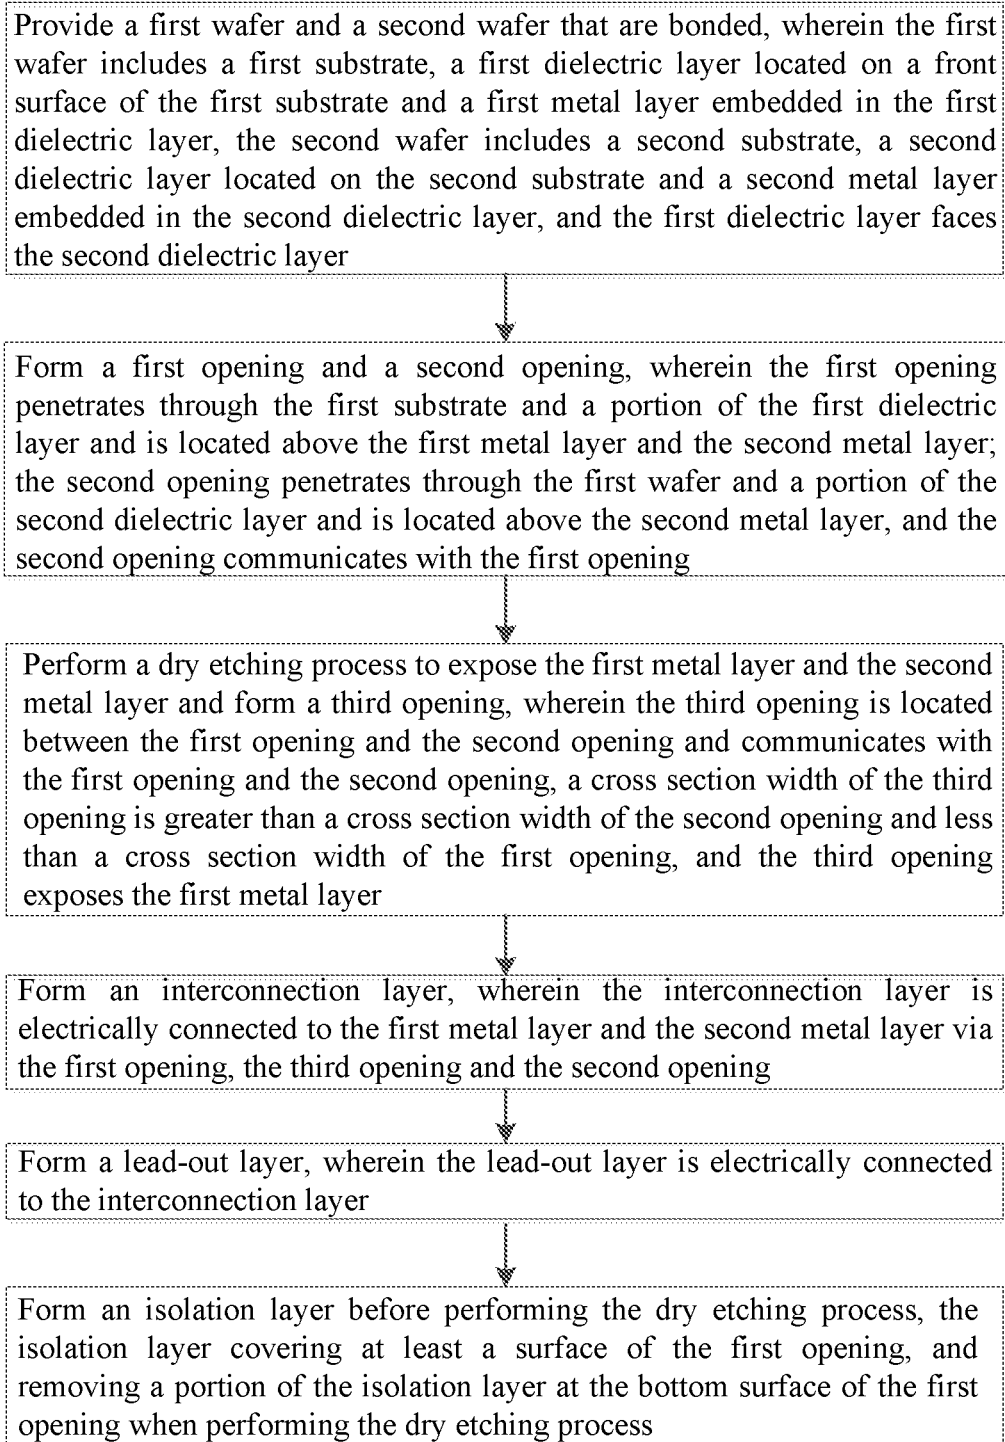 Provide a first wafer and a second wafer that are bonded, wherein the first
wafer includes a first substrate, a first dielectric layer located on a front
surface of the first substrate and a first metal layer embedded in the first
dielectric layer, the second wafer includes a second substrate, a second
dielectric layer located on the second substrate and a second metal layer
embedded in the second dielectric layer, and the first dielectric layer faces
the second dielectric layer
Form a first opening and a second opening, wherein the first opening
penetrates through the first substrate and a portion of the first dielectric
layer and is located above the first metal layer and the second metal layer;
the second opening penetrates through the first wafer and a portion of the
second dielectric layer and is located above the second metal layer, and the
second opening communicates with the first opening
Perform a dry etching process to expose the first metal layer and the second
metal layer and form a third opening, wherein the third opening is located
between the first opening and the second opening and communicates with
the first opening and the second opening, a cross section width of the third
opening is greater than a cross section width of the second opening and less
than a cross section width of the first opening, and the third opening
exposes the first metal layer
Form an interconnection layer, wherein the interconnection layer is
electrically connected to the first metal layer and the second metal layer via
the first opening, the third opening and the second opening
Form a lead-out layer, wherein the lead-out layer is electrically connected
to the interconnection layer
Form an isolation layer before performing the dry etching process, the
isolation layer covering at least a surface of the first opening, and
removing a portion of the isolation layer at the bottom surface of the first
opening when performing the dry etching process